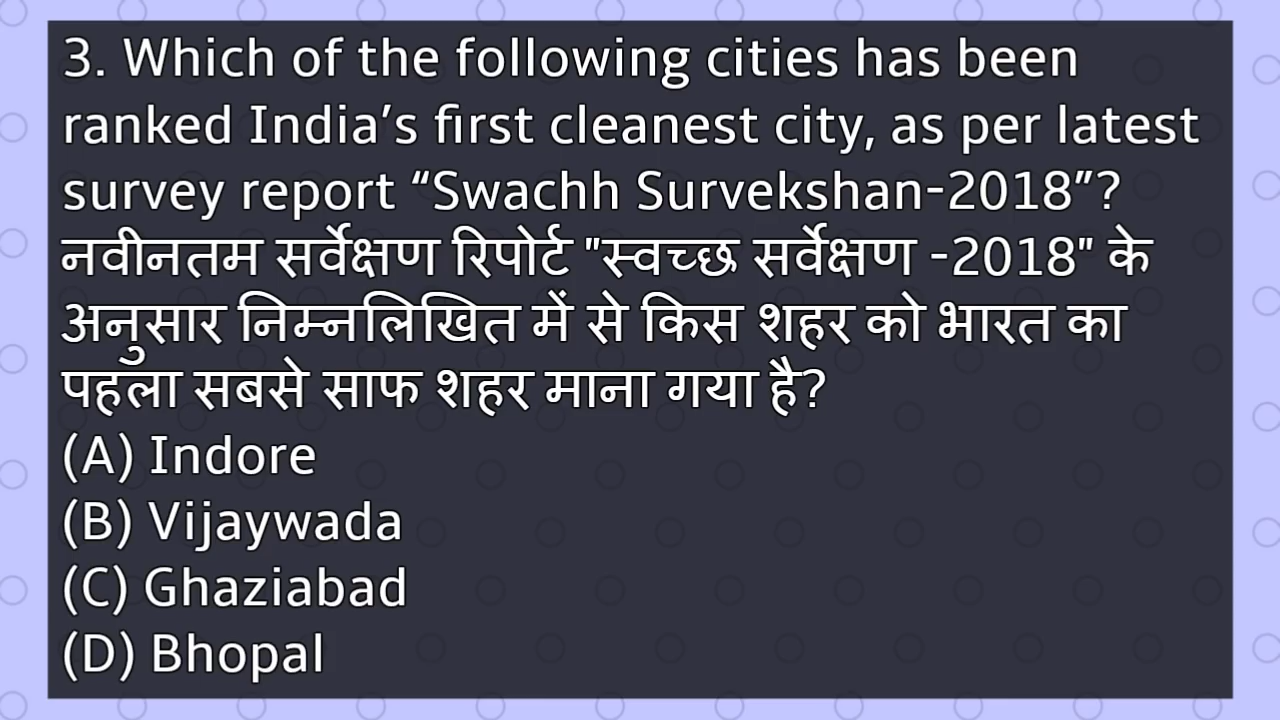 3. Which of the following cities has been
ranked India’s first cleanest city, as per latest
survey report “Swachh Survekshan-2018”?
नवीनतम सर्वेक्षण रिपोर्ट "स्वच्छ सर्वेक्षण -2018" के
अनुसार निम्नलिखित में से किस शहर को भारत का
पहला सबसे साफ शहर माना गया है?
(A) Indore
(B) Vijaywada
(C) Ghaziabad
(D) Bhopal